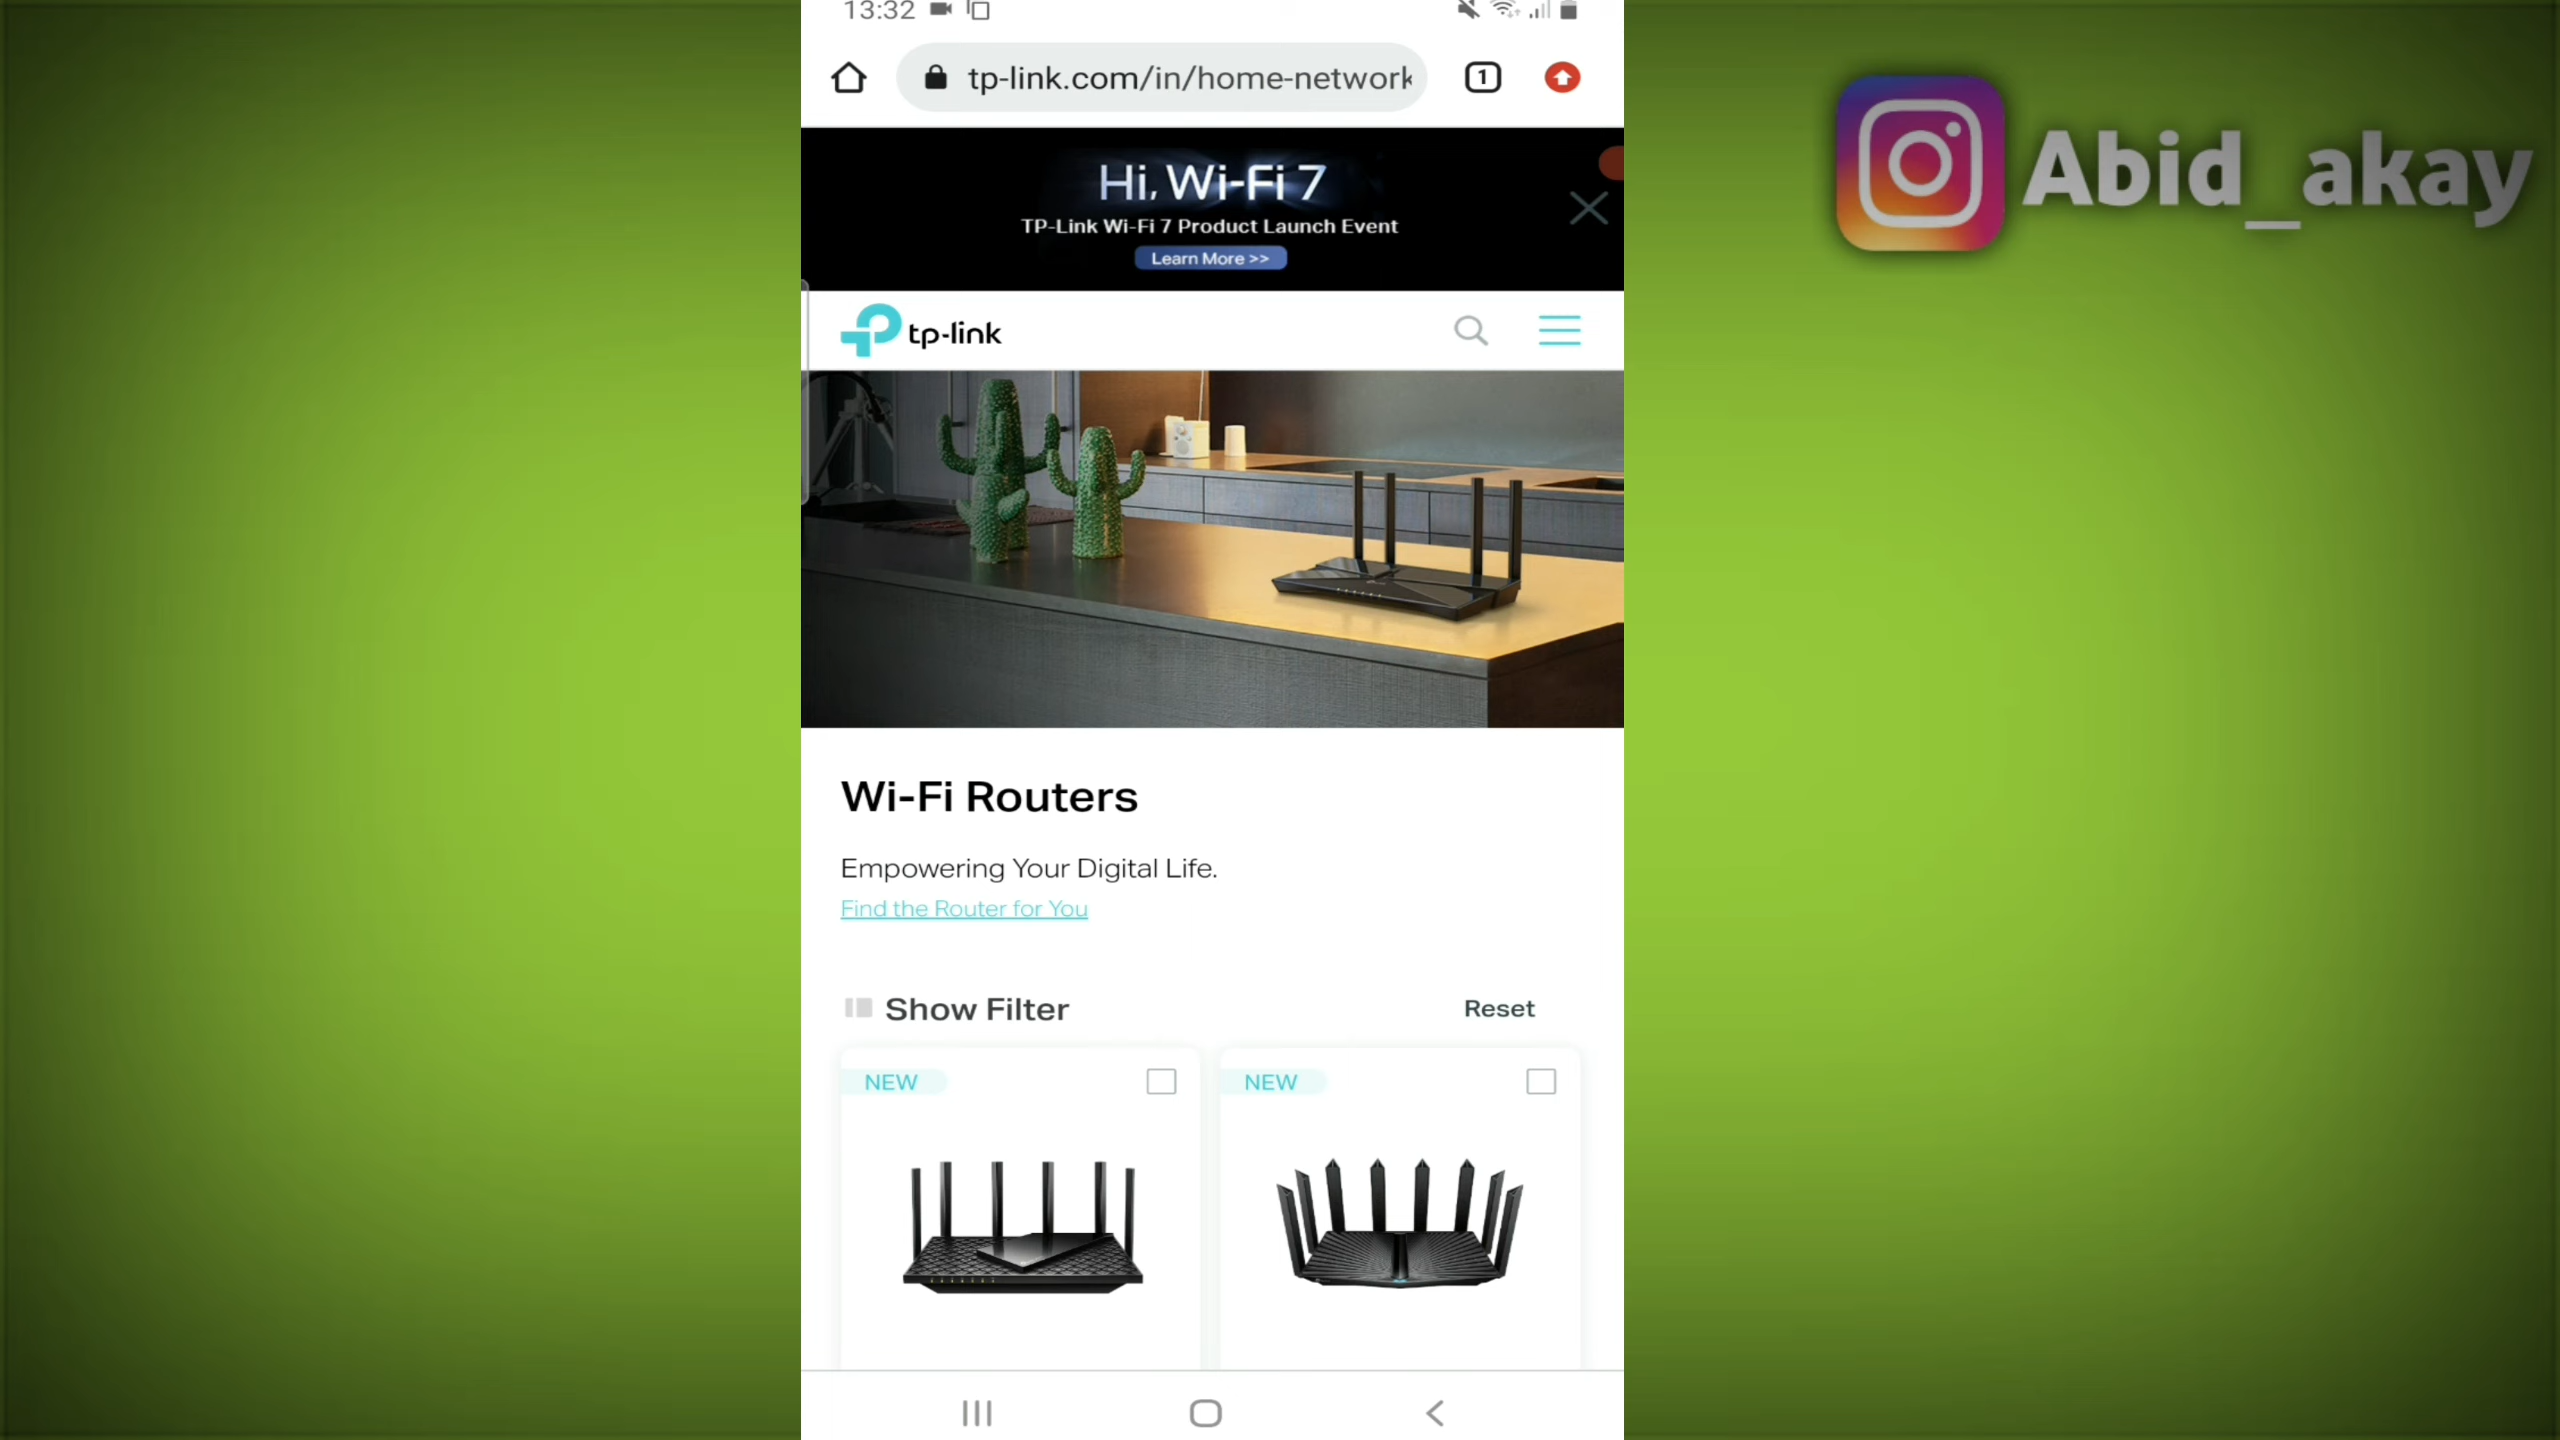 13:32
tp-link.com/in/home-network
1
Hi, Wi-Fi 7
TP-Link Wi-Fi 7 Product Launch Event
Learn More >>
tp-link
Abid_akay
Wi-Fi Routers
Empowering Your Digital Life.
Find the Router for You
Show Filter
Reset
NEW
NEW